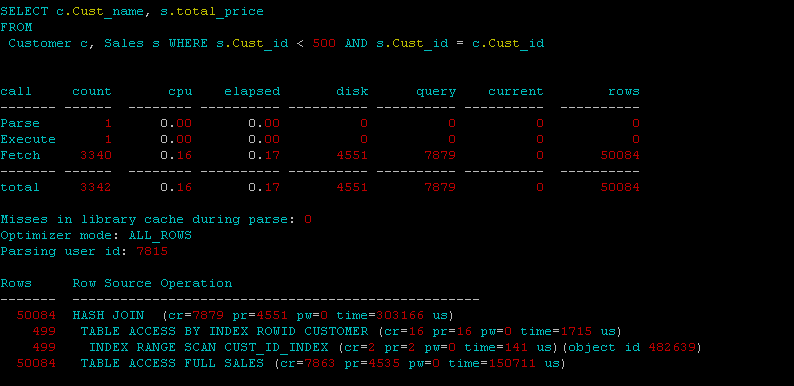 SELECT c.Cust_name, s.total_price
FROM
 Customer c, Sales s WHERE s.Cust_id < 500 AND s.Cust_id = c.Cust_id
call     count       cpu    elapsed       disk      query    current        rows
------- ------  -------- ---------- ---------- ---------- ----------  ----------
Parse        1      0.00       0.00          0          0          0           0
Execute      1      0.00       0.00          0          0          0           0
Fetch     3340      0.16       0.17       4551       7879          0       50084
------- ------  -------- ---------- ---------- ---------- ----------  ----------
total     3342      0.16       0.17       4551       7879          0       50084
Misses in library cache during parse: 0
Optimizer mode: ALL_ROWS
Parsing user id: 7815
Rows     Row Source Operation
-------  ---------------------------------------------------
  50084  HASH JOIN  (cr=7879 pr=4551 pw=0 time=303166 us)
    499   TABLE ACCESS BY INDEX ROWID CUSTOMER (cr=16 pr=16 pw=0 time=1715 us)
    499    INDEX RANGE SCAN CUST_ID_INDEX (cr=2 pr=2 pw=0 time=141 us)(object id 482639)
  50084   TABLE ACCESS FULL SALES (cr=7863 pr=4535 pw=0 time=150711 us)